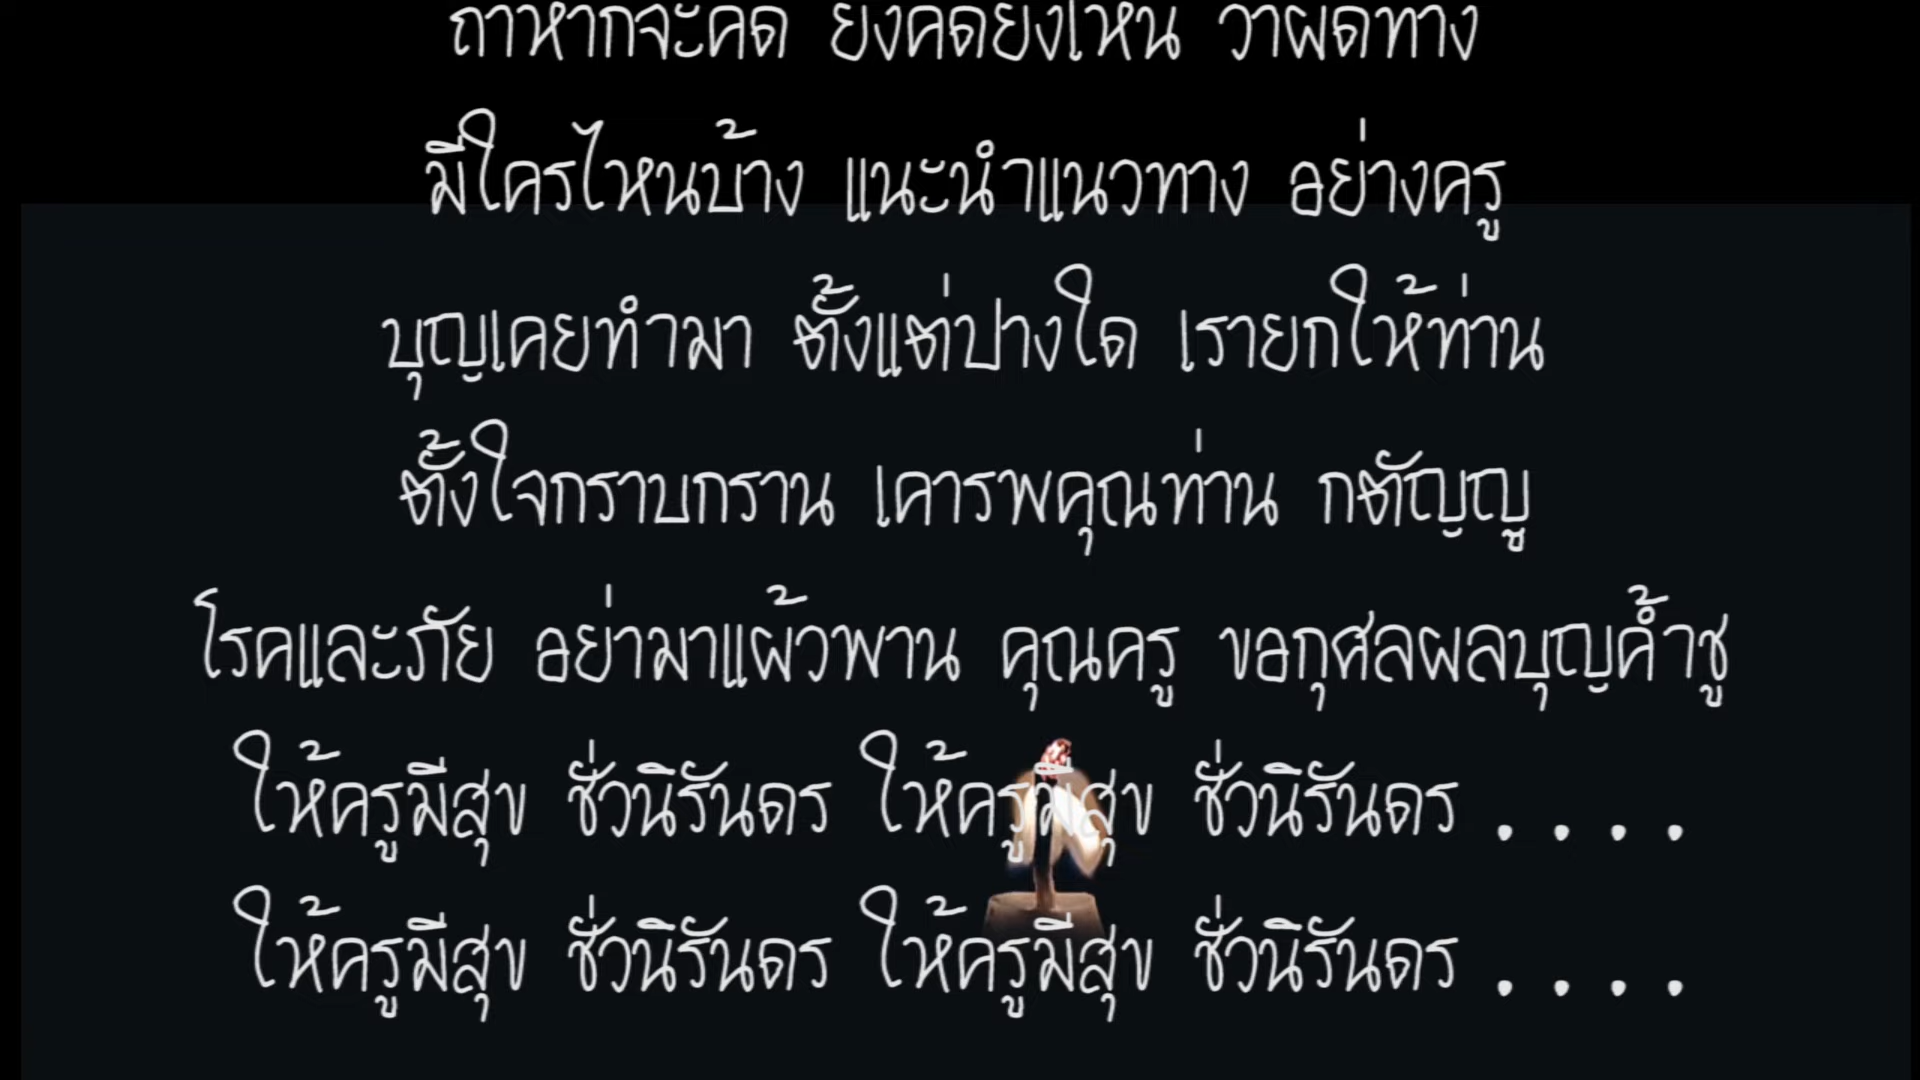 ถาหากจะคด ยงคดยงเหน วาผดทาง
มีใครไหนบ้าง แนะนำแนวทาง อย่างครู
บุญเคยทำมา ตั้งแต่ปางใด เรายกให้ท่าน
ตั้งใจกราบกราน เคารพคุณท่าน กตัญญู
โรคและภัย อย่ามาแผ้วพาน คุณครู ขอกุศลผลบุญค้ำชู
ให้ครูมีสุข ชั่วนิรันดร ให้ครูมีสุข ชั่วนิรันดร . . . .
ให้ครูมีสุข ชั่วนิรันดร ให้ครูมีสุข ชั่วนิรันดร . . . .